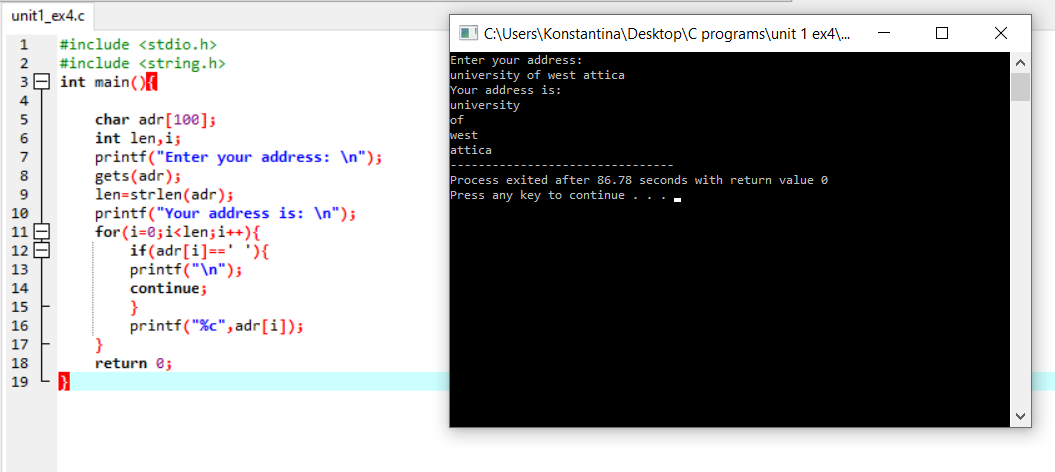 unit1_ex4.c
1 #include <stdio.h>
2 #include <string.h>
3 int main(){
4
5 char adr[100];
6 int len,i;
7 printf("Enter your address: \n");
8 gets(adr);
9 len=strlen(adr);
10 printf("Your address is: \n");
11 for(i=0;i<len;i++){
12 if(adr[i]==' '){
13 printf("\n");
14 continue;
15 }
16 printf("%c",adr[i]);
17 }
18 return 0;
19 }
C:\Users\Konstantina\Desktop\C programs\unit 1 ex4\...
Enter your address:
university of west attica
Your address is:
university
of
west
attica
--------------------------------
Process exited after 86.78 seconds with return value 0
Press any key to continue . . .